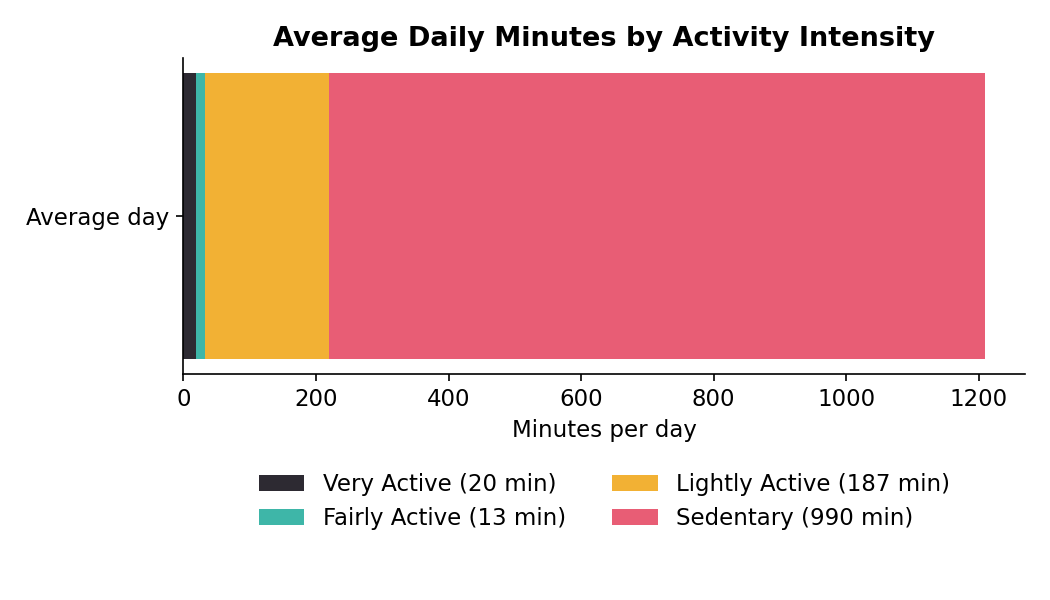 Average Daily Minutes by Activity Intensity
Average day
0 200 400 600 800 1000 1200
Minutes per day
Very Active (20 min) Lightly Active (187 min)
Fairly Active (13 min) Sedentary (990 min)